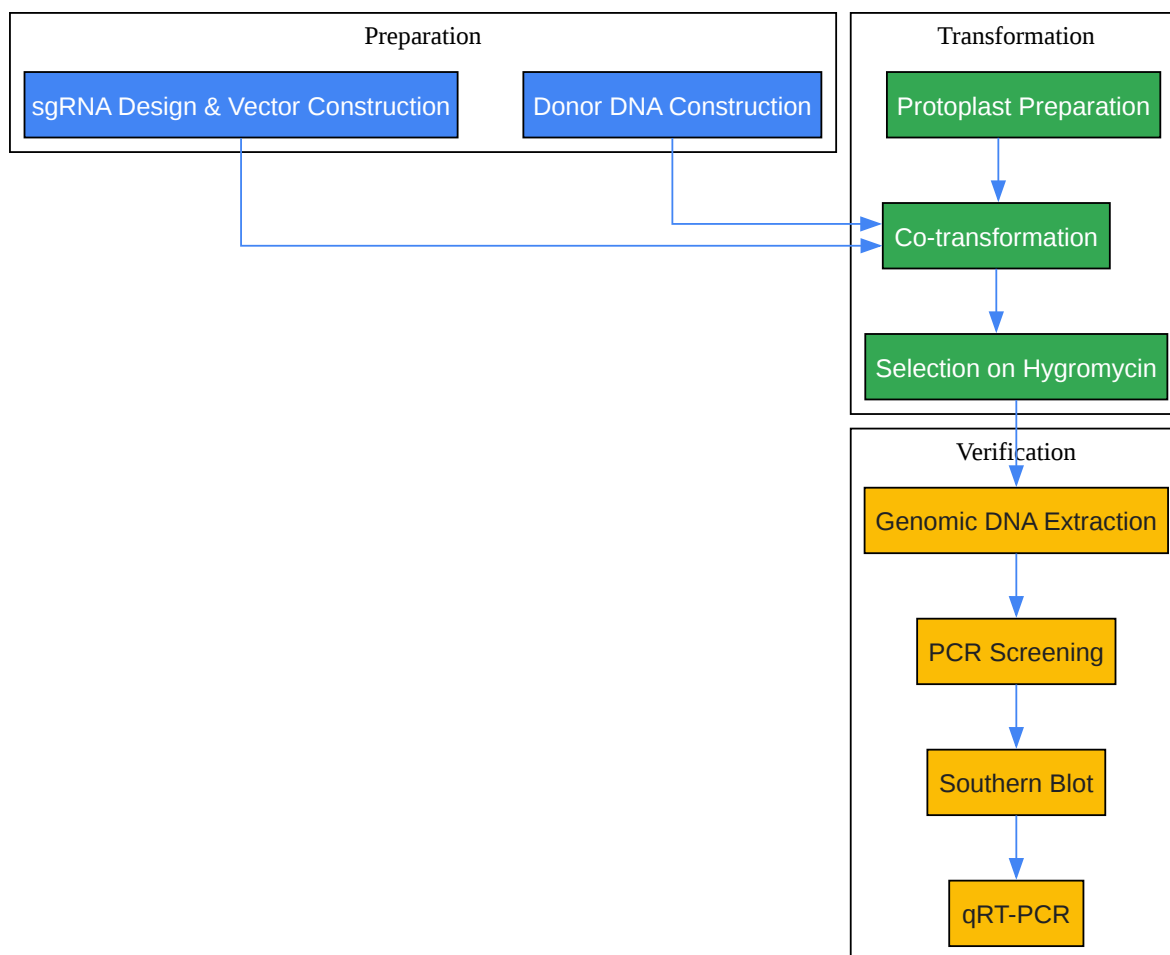 Preparation
sgRNA Design & Vector Construction
Donor DNA Construction
Transformation
Protoplast Preparation
Co-transformation
Selection on Hygromycin
Verification
Genomic DNA Extraction
PCR Screening
Southern Blot
qRT-PCR